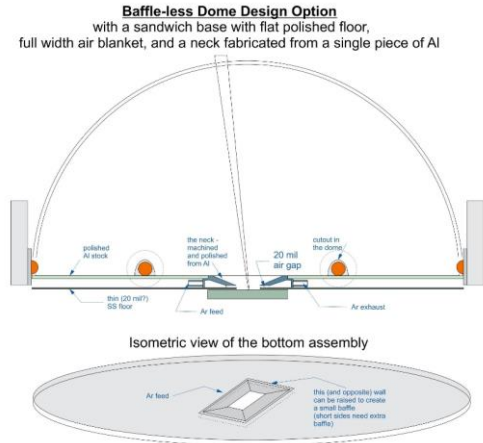 Baffle-less Dome Design Option
with a sandwich base with flat polished floor,
full width air blanket, and a neck fabricated from a single piece of Al
polished
Al stock
the neck -
machined
and polished
from Al
20 mil
air gap
cutout in
the dome
thin (20 mil?)
SS floor
Ar feed
Ar exhaust
Isometric view of the bottom assembly
Ar feed
this (and opposite) wall
can be raised to create
a small baffle
(short sides need extra
baffle)